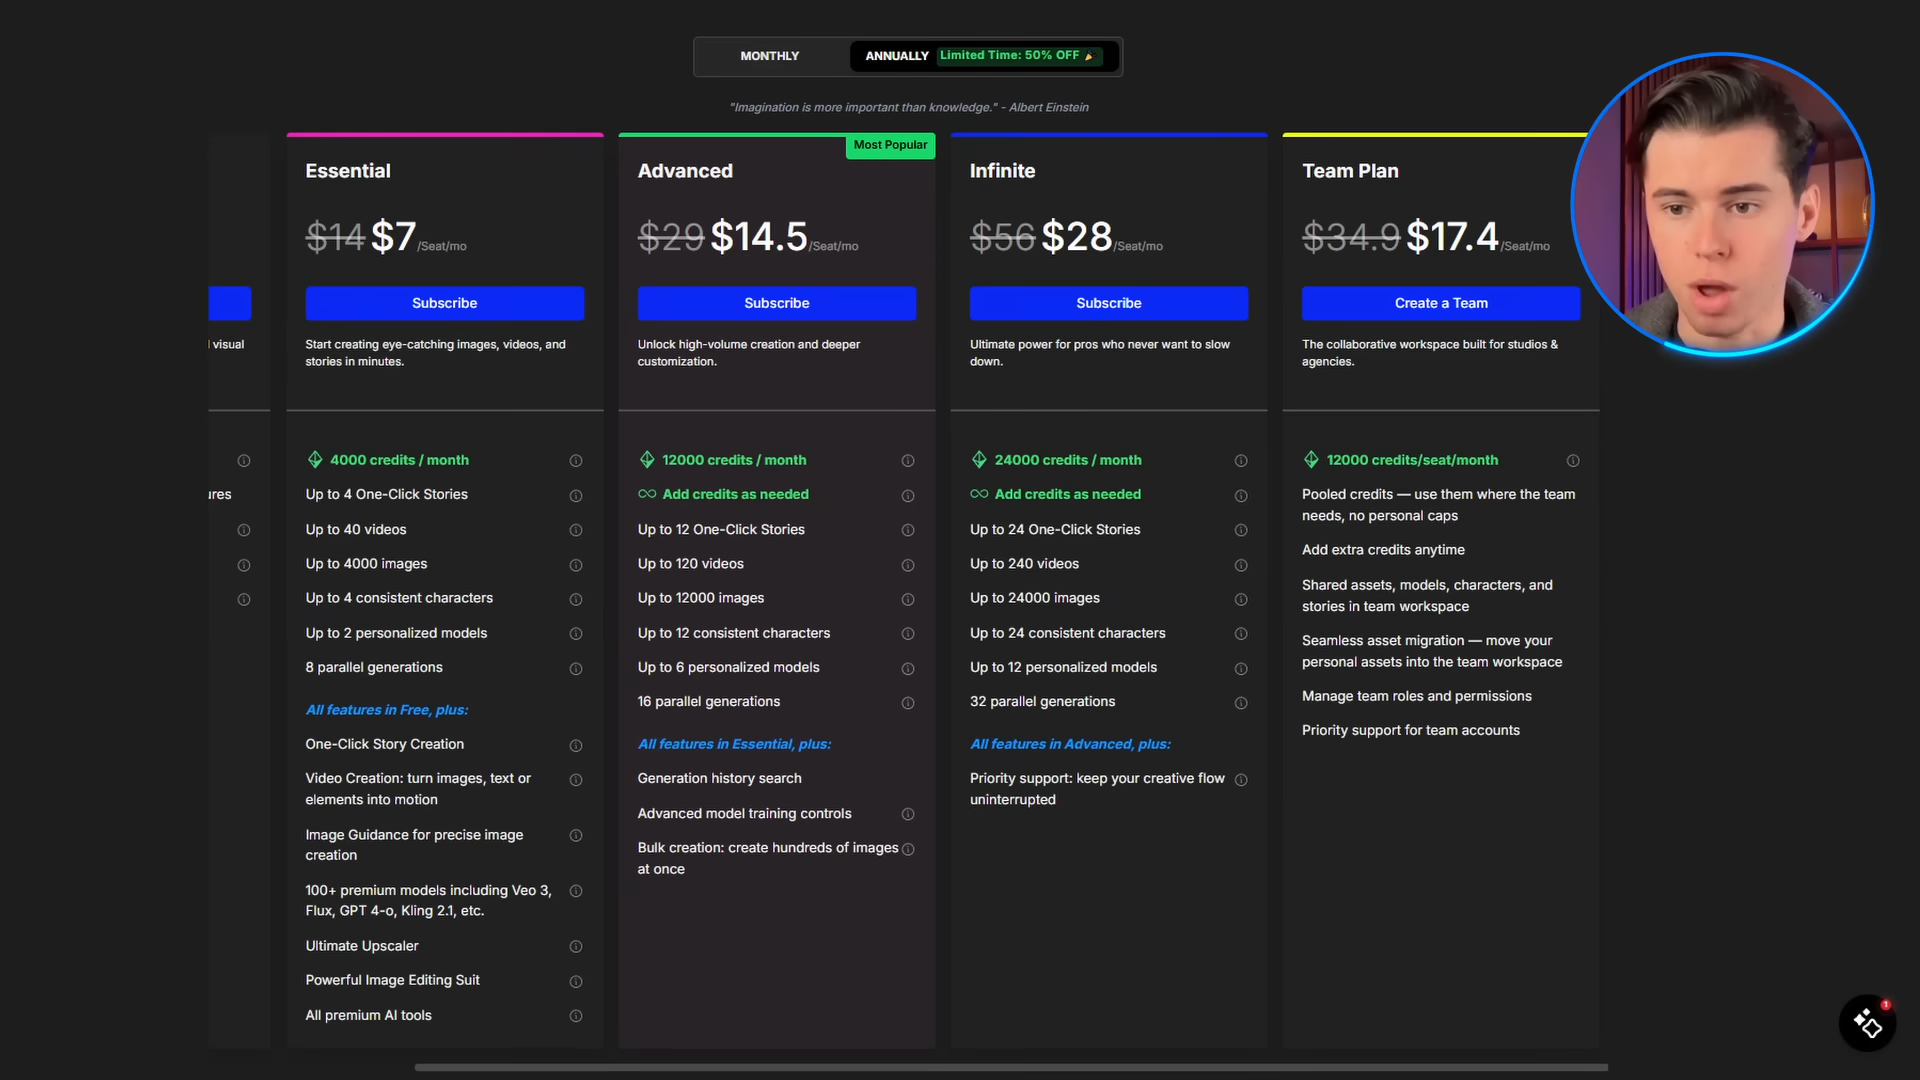 MONTHLY
ANNUALLY Limited Time: 50% OFF
"Imagination is more important than knowledge." - Albert Einstein
l visual
ures
Essential
$14 $7 /Seat/mo
Subscribe
Start creating eye-catching images, videos, and
stories in minutes.
4000 credits / month
Up to 4 One-Click Stories
Up to 40 videos
Up to 4000 images
Up to 4 consistent characters
Up to 2 personalized models
8 parallel generations
All features in Free, plus:
One-Click Story Creation
Video Creation: turn images, text or
elements into motion
Image Guidance for precise image
creation
100+ premium models including Veo 3,
Flux, GPT 4-o, Kling 2.1, etc.
Ultimate Upscaler
Powerful Image Editing Suit
All premium AI tools
Most Popular
Advanced
$29 $14.5 /Seat/mo
Subscribe
Unlock high-volume creation and deeper
customization.
12000 credits / month
Add credits as needed
Up to 12 One-Click Stories
Up to 120 videos
Up to 12000 images
Up to 12 consistent characters
Up to 6 personalized models
16 parallel generations
All features in Essential, plus:
Generation history search
Advanced model training controls
Bulk creation: create hundreds of images
at once
Infinite
$56 $28 /Seat/mo
Subscribe
Ultimate power for pros who never want to slow
down.
24000 credits / month
Add credits as needed
Up to 24 One-Click Stories
Up to 240 videos
Up to 24000 images
Up to 24 consistent characters
Up to 12 personalized models
32 parallel generations
All features in Advanced, plus:
Priority support: keep your creative flow
uninterrupted
Team Plan
$34.9 $17.4 /Seat/mo
Create a Team
The collaborative workspace built for studios &
agencies.
12000 credits/seat/month
Pooled credits — use them where the team
needs, no personal caps
Add extra credits anytime
Shared assets, models, characters, and
stories in team workspace
Seamless asset migration — move your
personal assets into the team workspace
Manage team roles and permissions
Priority support for team accounts
1